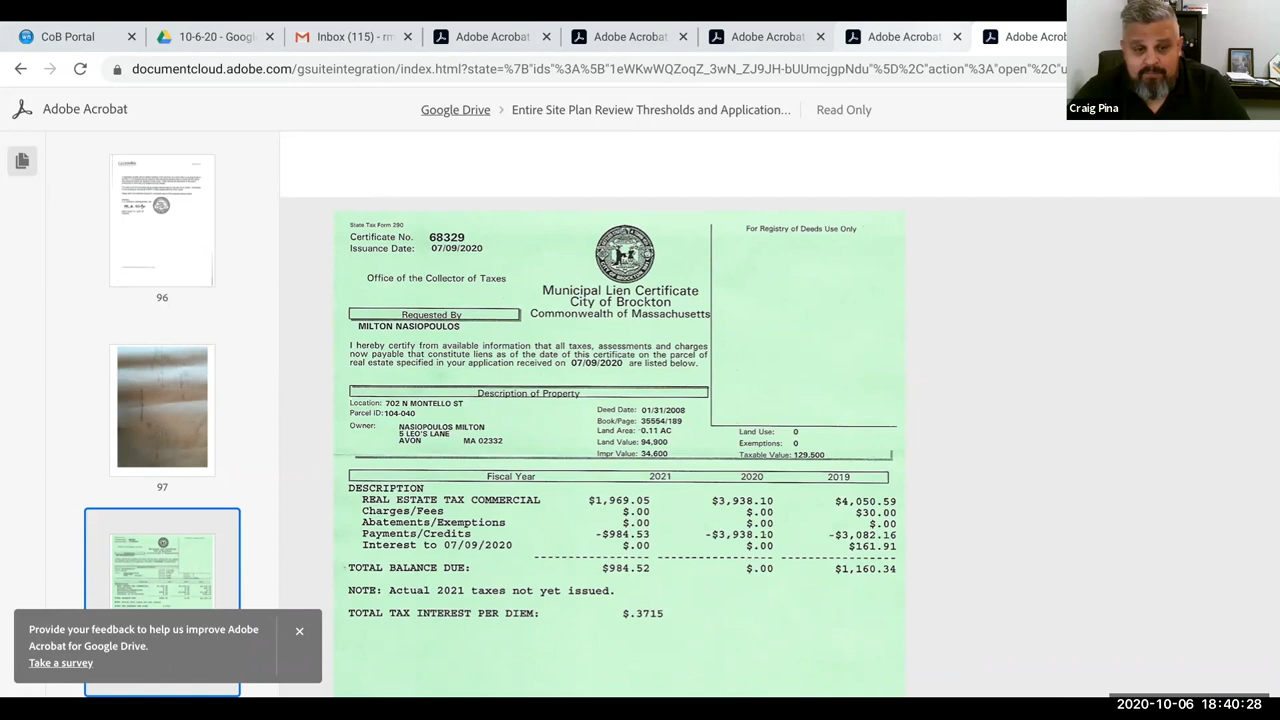 CoB Portal
10-6-20 - Googl
Inbox (115) - rm
Adobe Acrobat
Adobe Acrobat
Adobe Acrobat
Adobe Acrobat
Adobe Acro
documentcloud.adobe.com/gsuiteintegration/index.html?state=%7B"ids"%3A%5B"1eWKwWQZoqZ_3wN_ZJ9JH-bUUmcjgpNdu"%5D%2C"action"%3A"open"%2C"u
Adobe Acrobat
Google Drive > Entire Site Plan Review Thresholds and Application...
Read Only
Craig Pina
96
97
State Tax Form 290
Certificate No. 68329
Issuance Date: 07/09/2020
For Registry of Deeds Use Only
Office of the Collector of Taxes
Municipal Lien Certificate
City of Brockton
Commonwealth of Massachusetts
Requested By
MILTON NASIOPOULOS
I hereby certify from available information that all taxes, assessments and charges
now payable that constitute liens as of the date of this certificate on the parcel of
real estate specified in your application received on 07/09/2020 are listed below.
Description of Property
Location: 702 N MONTELLO ST
Parcel ID: 104-040
Owner: NASIOPOULOS MILTON
5 LEO'S LANE
AVON MA 02332
Deed Date: 01/31/2008
Book/Page: 35554/189
Land Area: 0.11 AC
Land Value: 94,900
Impr Value: 34,600
Land Use: 0
Exemptions: 0
Taxable Value: 129,500
Fiscal Year 2021 2020 2019
DESCRIPTION
REAL ESTATE TAX COMMERCIAL $1,969.05 $3,938.10 $4,050.59
Charges/Fees $.00 $.00 $30.00
Abatements/Exemptions $.00 $.00 $.00
Payments/Credits -$984.53 -$3,938.10 -$3,082.16
Interest to 07/09/2020 $.00 $.00 $161.91
TOTAL BALANCE DUE: $984.52 $.00 $1,160.34
NOTE: Actual 2021 taxes not yet issued.
TOTAL TAX INTEREST PER DIEM: $.3715
Provide your feedback to help us improve Adobe
Acrobat for Google Drive.
Take a survey
2020-10-06 18:40:28